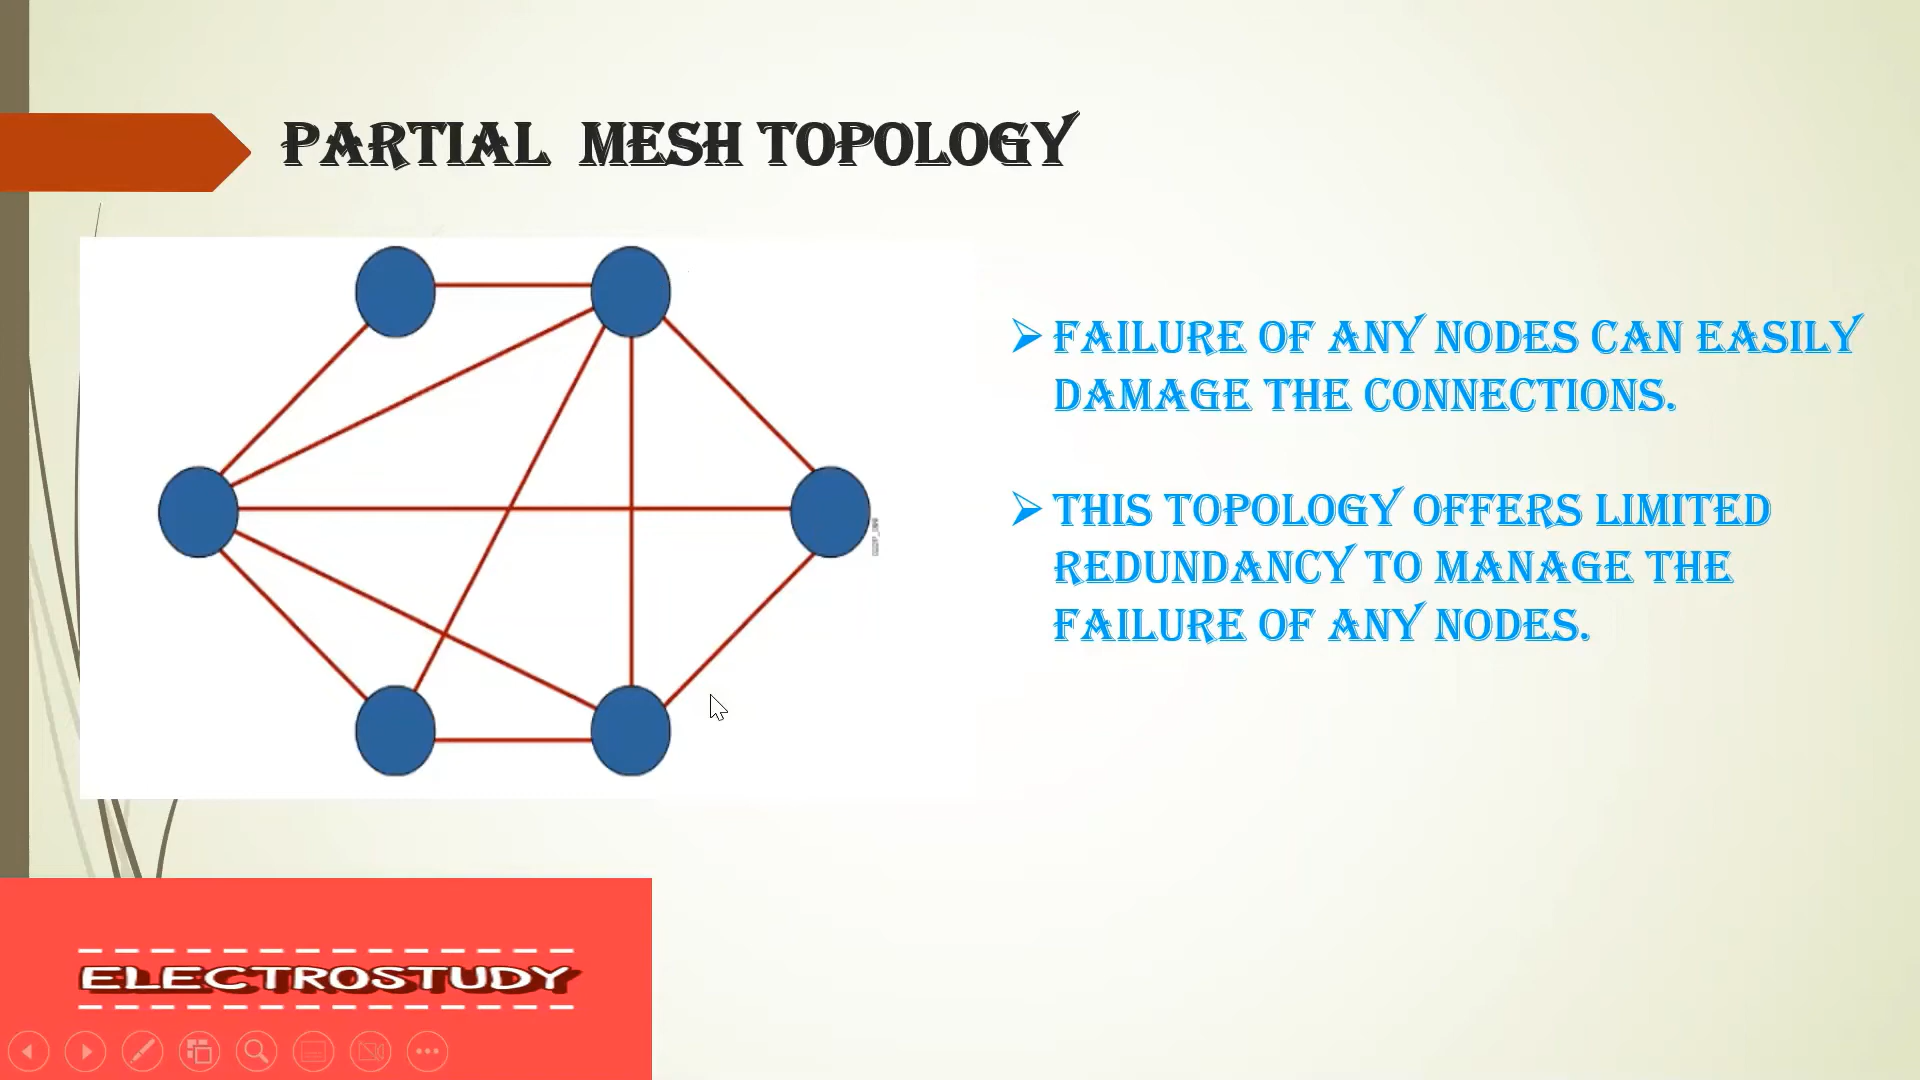 PARTIAL MESH TOPOLOGY
FAILURE OF ANY NODES CAN EASILY
DAMAGE THE CONNECTIONS.
THIS TOPOLOGY OFFERS LIMITED
REDUNDANCY TO MANAGE THE
FAILURE OF ANY NODES.
ELECTROSTUDY